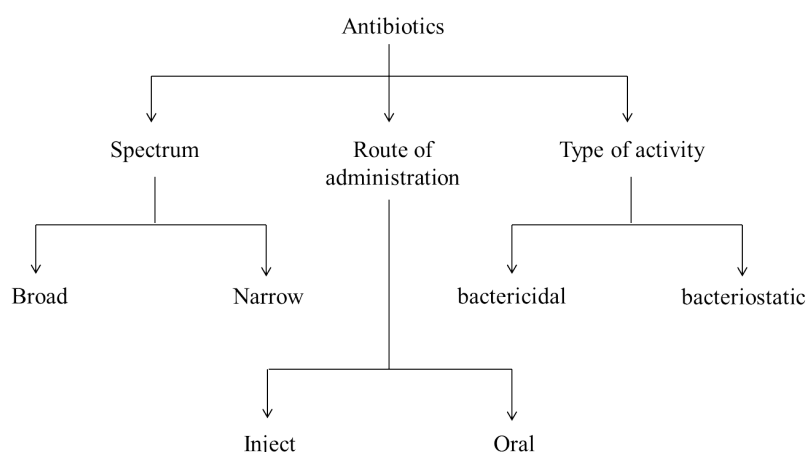 Antibiotics
Spectrum
Route of
administration
Type of activity
Broad
Narrow
bactericidal
bacteriostatic
Inject
Oral